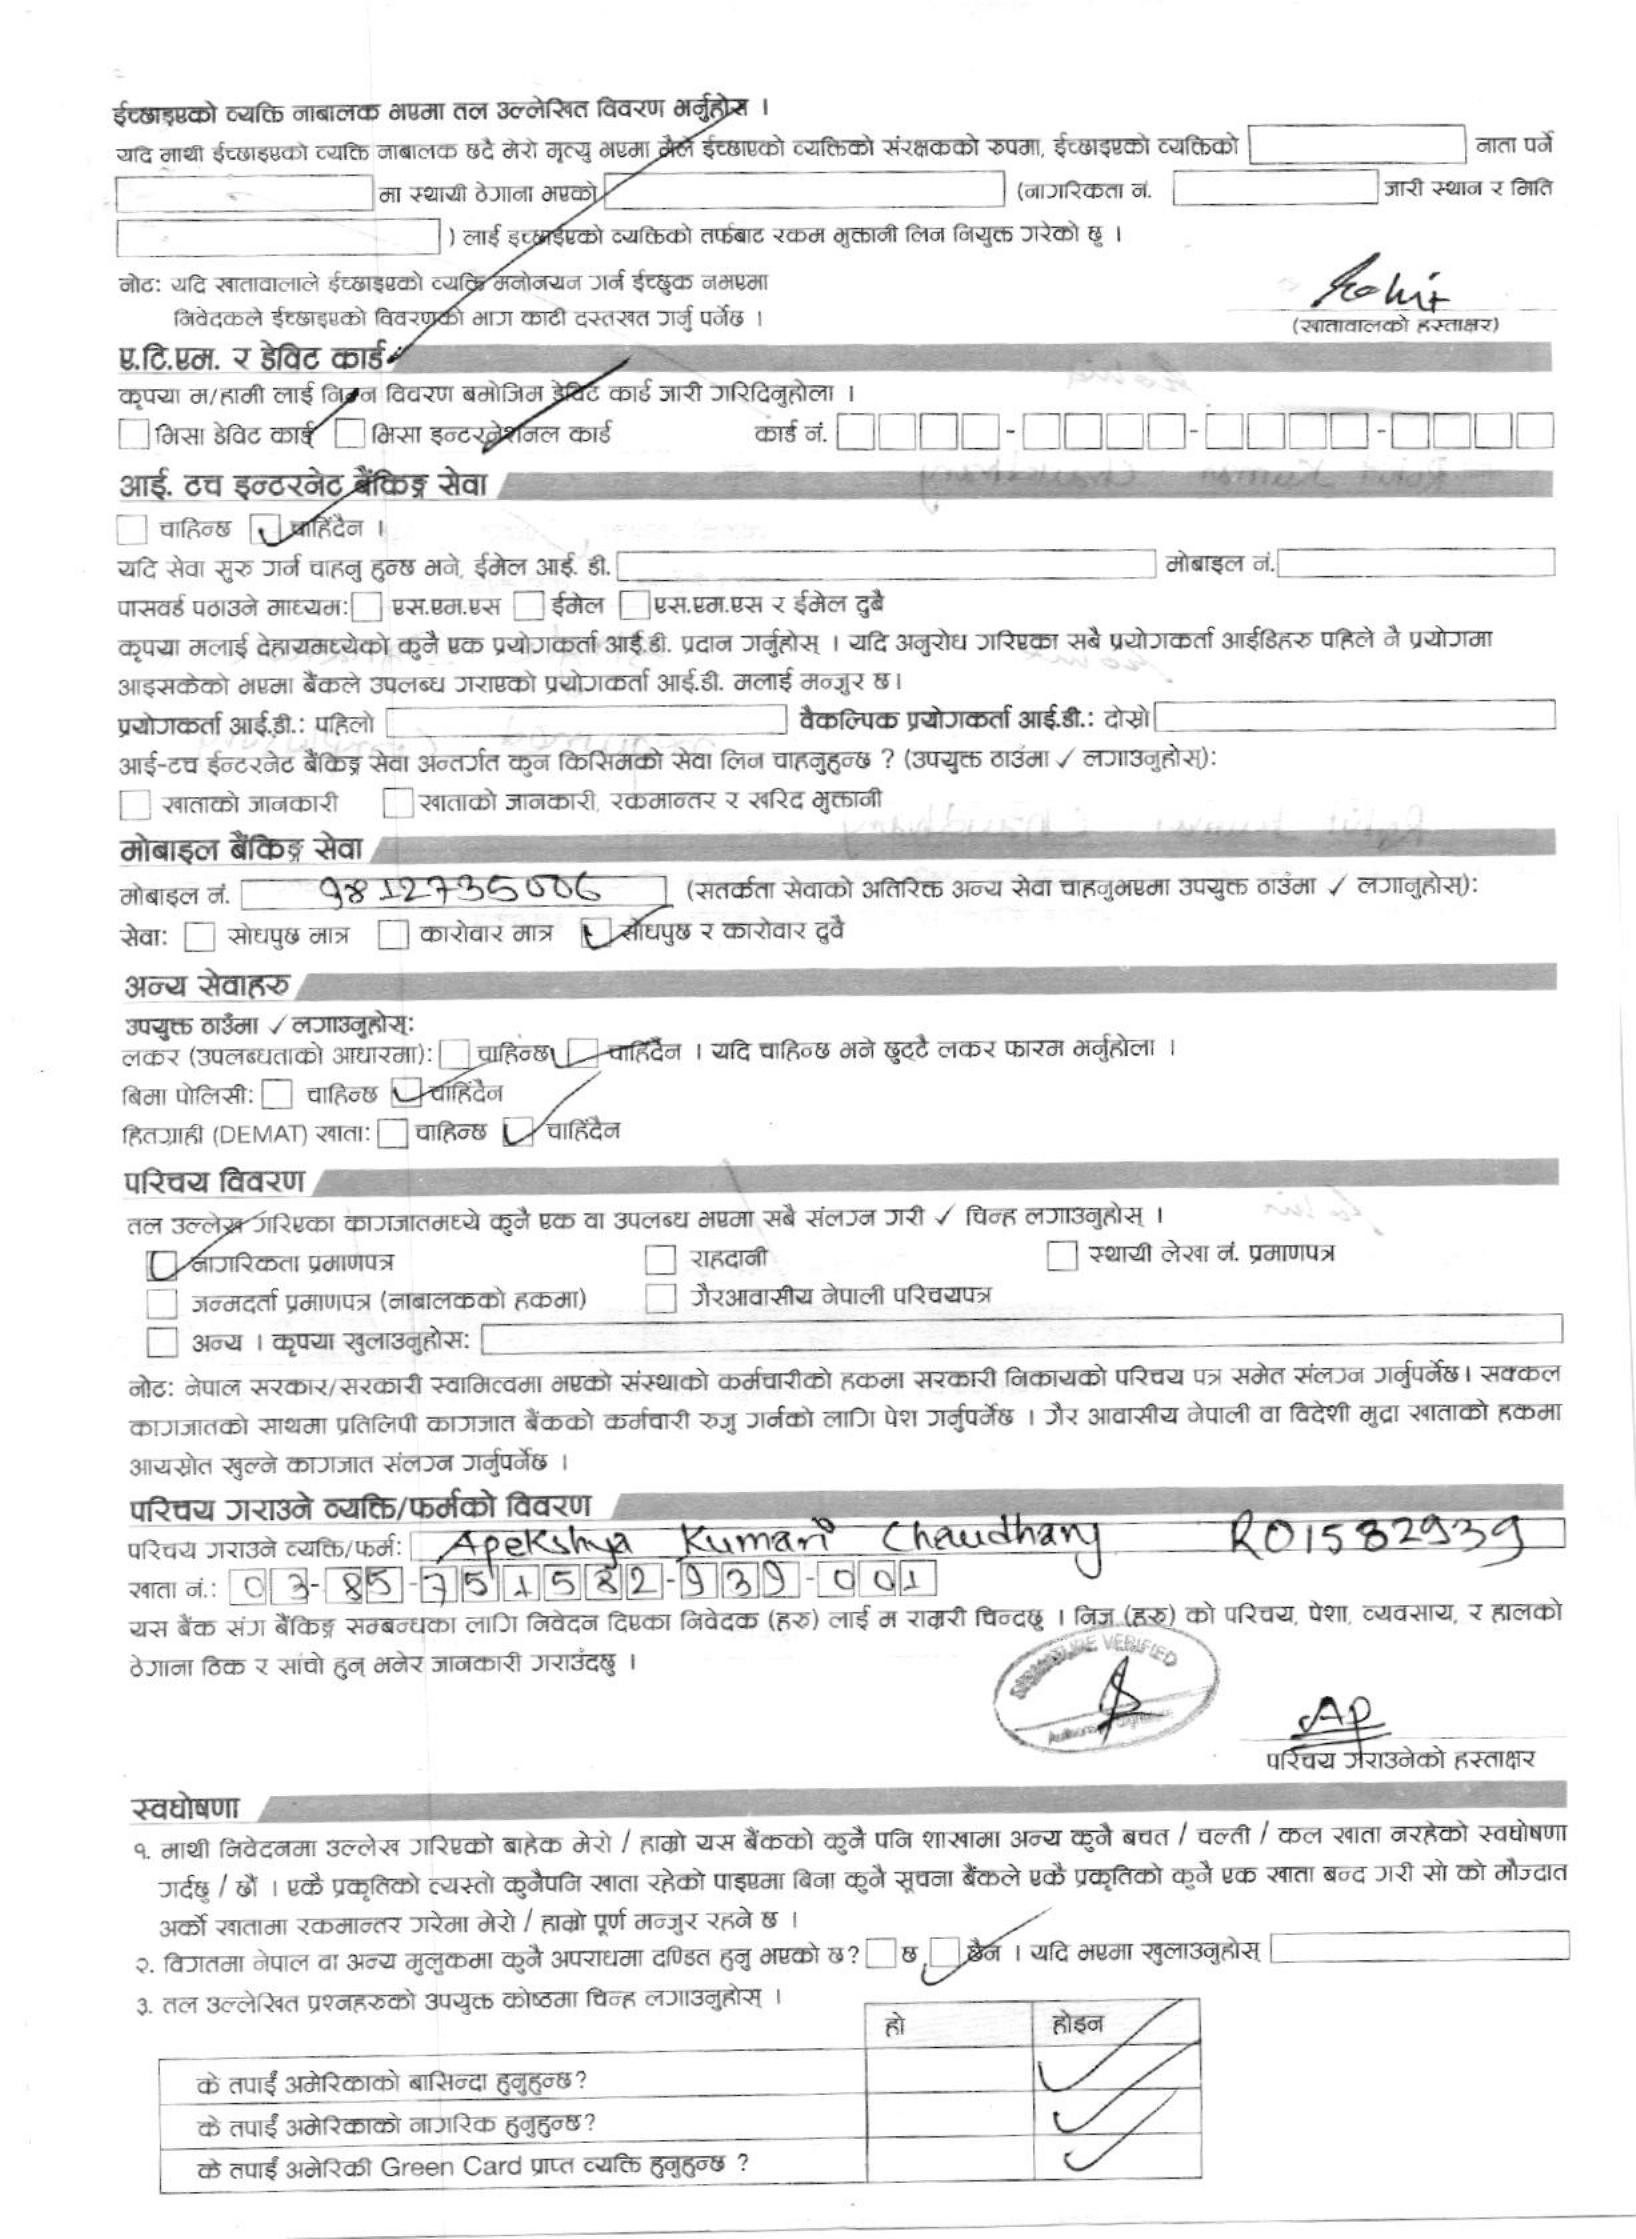 ईच्छाइएको व्यक्ति नाबालक भएमा तल उल्लेखित विवरण भर्नुहोस ।
यदि माथी ईच्छाइएको व्यक्ति नाबालक छदै मेरो मृत्यु भएमा मैले ईच्छाएको व्यक्तिको संरक्षकको रुपमा, ईच्छाइएको व्यक्तिको नाता पर्ने
मा स्थायी ठेगाना भएको (नागरिकता नं. जारी स्थान र मिति
) लाई इच्छाईएको व्यक्तिको तर्फबाट रकम भुक्तानी लिन नियुक्त गरेको छु ।
नोट: यदि खातावालाले ईच्छाइएको व्यक्ति मनोनयन गर्न ईच्छुक नभएमा
निवेदकले ईच्छाइएको विवरणको भाग काटी दस्तखत गर्नु पर्नेछ ।
Rohit
(खातावालको हस्ताक्षर)
ए.टि.एम. र डेविट कार्ड
कृपया म/हामी लाई निम्न विवरण बमोजिम डेविट कार्ड जारी गरिदिनुहोला ।
भिसा डेविट कार्ड भिसा इन्टरनेशनल कार्ड कार्ड नं. - - -
आई. टच इन्टरनेट बैंकिङ्ग सेवा
चाहिन्छ ✓ चाहिंदैन ।
यदि सेवा सुरु गर्न चाहनु हुन्छ भने, ईमेल आई. डी. मोबाइल नं.
पासवर्ड पठाउने माध्यम: एस.एम.एस ईमेल एस.एम.एस र ईमेल दुबै
कृपया मलाई देहायमध्येको कुनै एक प्रयोगकर्ता आई.डी. प्रदान गर्नुहोस् । यदि अनुरोध गरिएका सबै प्रयोगकर्ता आईडिहरु पहिले नै प्रयोगमा
आइसकेको भएमा बैंकले उपलब्ध गराएको प्रयोगकर्ता आई.डी. मलाई मन्जुर छ।
प्रयोगकर्ता आई.डी.: पहिलो वैकल्पिक प्रयोगकर्ता आई.डी.: दोस्रो
आई-टच ईन्टरनेट बैंकिङ्ग सेवा अन्तर्गत कुन किसिमको सेवा लिन चाहनुहुन्छ ? (उपयुक्त ठाउँमा ✓ लगाउनुहोस्):
खाताको जानकारी खाताको जानकारी, रकमान्तर र खरिद भुक्तानी
मोबाइल बैंकिङ्ग सेवा
मोबाइल नं. 9812735006 (सतर्कता सेवाको अतिरिक्त अन्य सेवा चाहनुभएमा उपयुक्त ठाउँमा ✓ लगानुहोस्):
सेवा: सोधपुछ मात्र कारोवार मात्र ✓ सोधपुछ र कारोवार दुवै
अन्य सेवाहरु
उपयुक्त ठाउँमा ✓ लगाउनुहोस्:
लकर (उपलब्धताको आधारमा): चाहिन्छ ✓ चाहिंदैन । यदि चाहिन्छ भने छुट्टै लकर फारम भर्नुहोला ।
बिमा पोलिसी: चाहिन्छ ✓ चाहिंदैन
हितग्राही (DEMAT) खाता: चाहिन्छ ✓ चाहिंदैन
परिचय विवरण
तल उल्लेख गरिएका कागजातमध्ये कुनै एक वा उपलब्ध भएमा सबै संलग्न गरी ✓ चिन्ह लगाउनुहोस् ।
✓ नागरिकता प्रमाणपत्र राहदानी स्थायी लेखा नं. प्रमाणपत्र
जन्मदर्ता प्रमाणपत्र (नाबालकको हकमा) गैरआवासीय नेपाली परिचयपत्र
अन्य । कृपया खुलाउनुहोस:
नोट: नेपाल सरकार/सरकारी स्वामित्वमा भएको संस्थाको कर्मचारीको हकमा सरकारी निकायको परिचय पत्र समेत संलग्न गर्नुपर्नेछ। सक्कल
कागजातको साथमा प्रतिलिपी कागजात बैंकको कर्मचारी रुजु गर्नको लागि पेश गर्नुपर्नेछ । गैर आवासीय नेपाली वा विदेशी मुद्रा खाताको हकमा
आयस्रोत खुल्ने कागजात संलग्न गर्नुपर्नेछ ।
परिचय गराउने व्यक्ति/फर्मको विवरण
परिचय गराउने व्यक्ति/फर्म: Apekshya Kumari Chaudhary R01582939
खाता नं.: 03-85-751582-939-001
यस बैंक संग बैंकिङ्ग सम्बन्धका लागि निवेदन दिएका निवेदक (हरु) लाई म राम्ररी चिन्दछु । निज (हरु) को परिचय, पेशा, व्यवसाय, र हालको
ठेगाना ठिक र सांचो हुन् भनेर जानकारी गराउँदछु ।
SIGNATURE VERIFIED
AP
परिचय गराउनेको हस्ताक्षर
स्वघोषणा
१. माथी निवेदनमा उल्लेख गरिएको बाहेक मेरो / हाम्रो यस बैंकको कुनै पनि शाखामा अन्य कुनै बचत / चल्ती / कल खाता नरहेको स्वघोषणा
गर्दछु / छौं । एकै प्रकृतिको त्यस्तो कुनैपनि खाता रहेको पाइएमा बिना कुनै सूचना बैंकले एकै प्रकृतिको कुनै एक खाता बन्द गरी सो को मौज्दात
अर्को खातामा रकमान्तर गरेमा मेरो / हाम्रो पूर्ण मन्जुर रहने छ ।
२. विगतमा नेपाल वा अन्य मुलुकमा कुनै अपराधमा दण्डित हुनु भएको छ? छ ✓ छैन । यदि भएमा खुलाउनुहोस्
३. तल उल्लेखित प्रश्नहरुको उपयुक्त कोष्ठमा चिन्ह लगाउनुहोस् ।
हो होइन
के तपाईं अमेरिकाको बासिन्दा हुनुहुन्छ? ✓
के तपाईं अमेरिकाको नागरिक हुनुहुन्छ? ✓
के तपाईं अमेरिकी Green Card प्राप्त व्यक्ति हुनुहुन्छ ? ✓